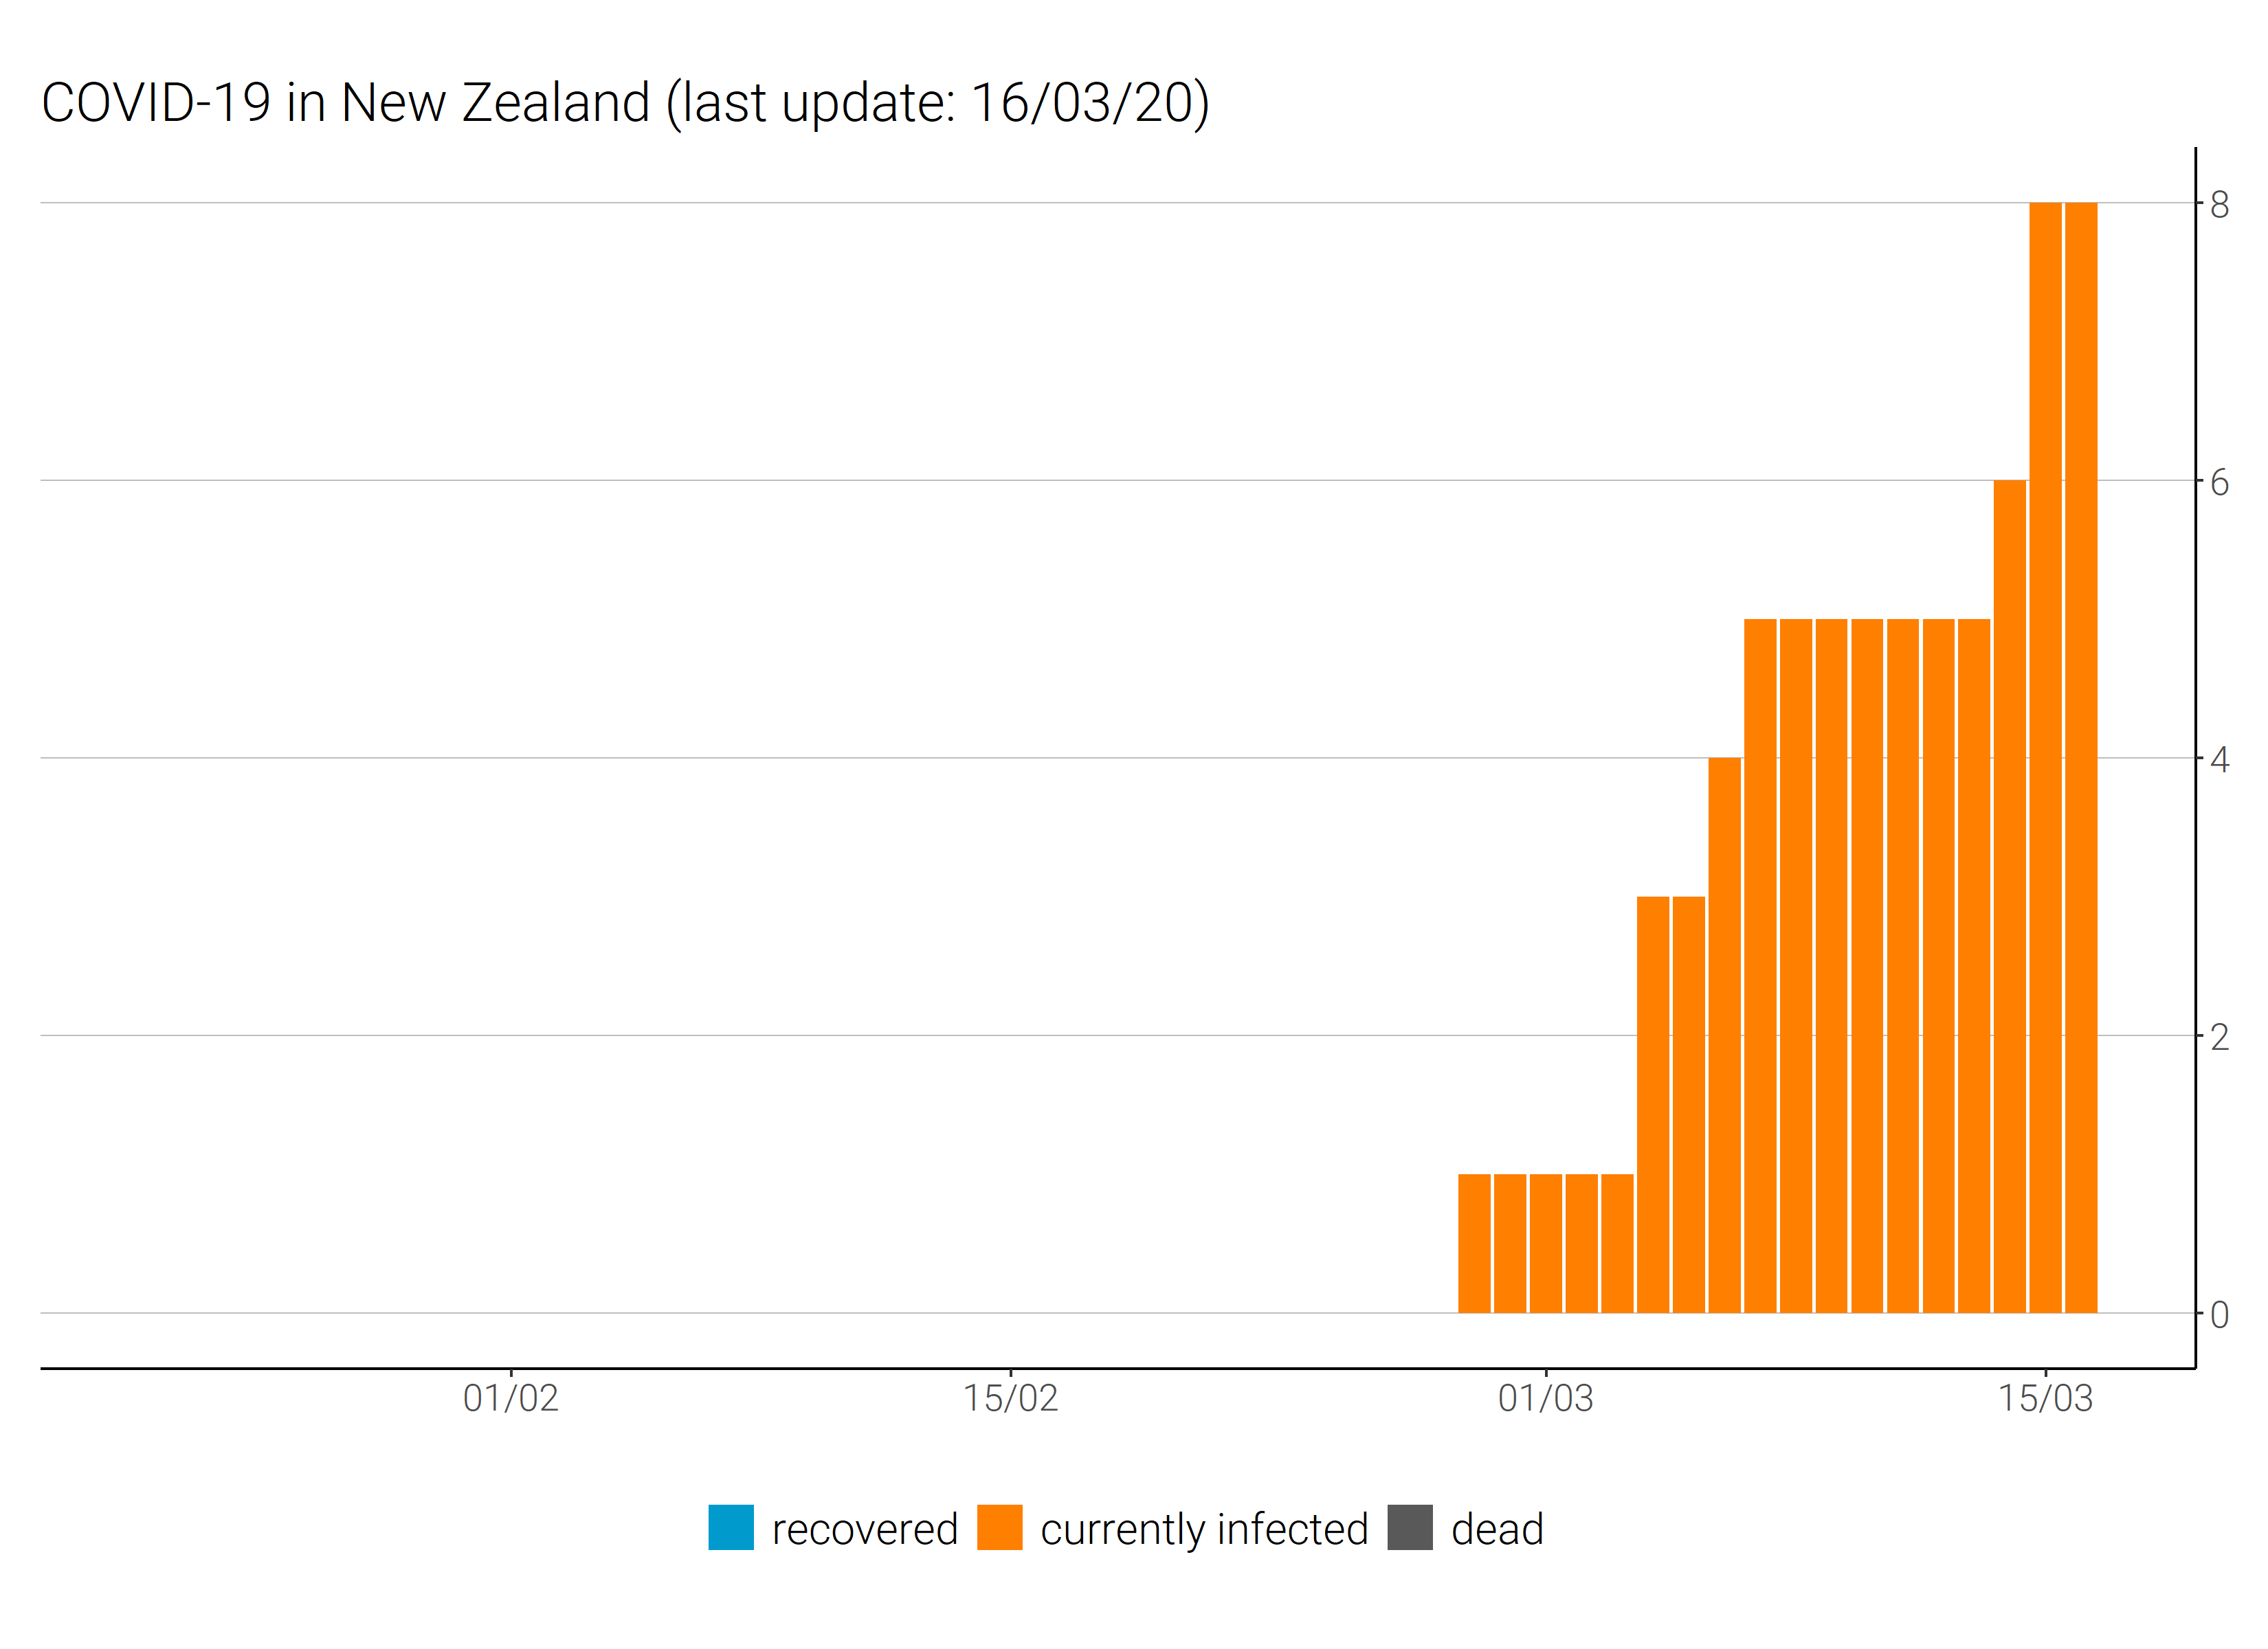 COVID-19 in New Zealand (last update: 16/03/20)
8
6
4
2
0
01/02 15/02 01/03 15/03
recovered currently infected dead